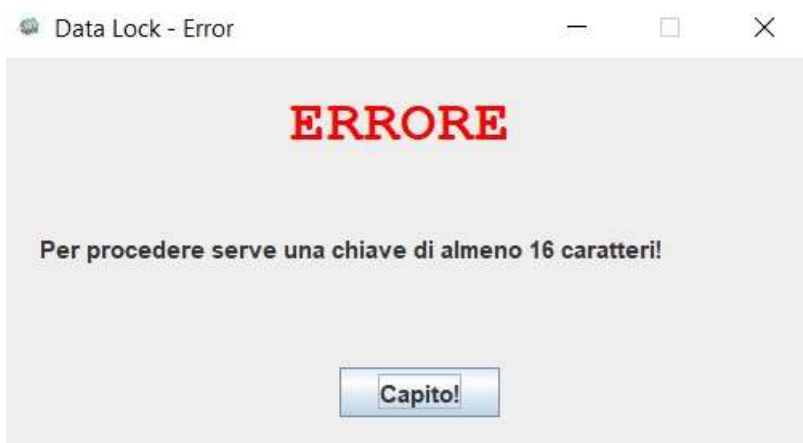 Data Lock - Error
ERRORE
Per procedere serve una chiave di almeno 16 caratteri!
Capito!